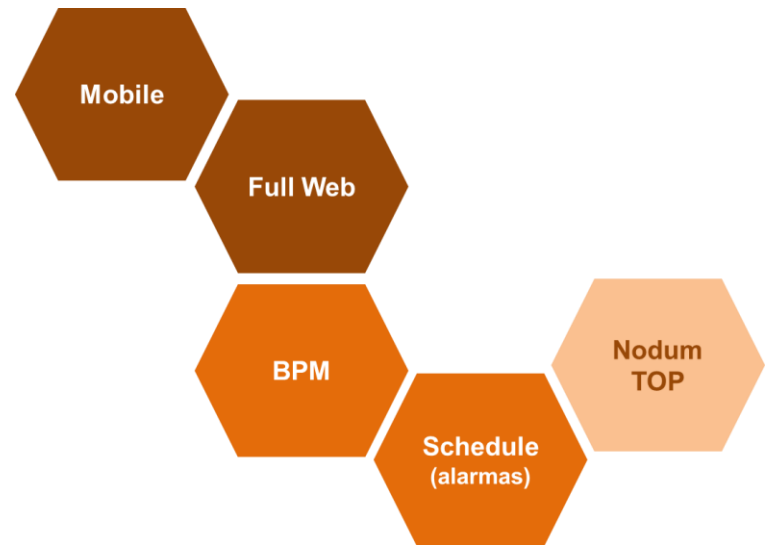 Mobile
Full Web
BPM
Nodum
TOP
Schedule
(alarmas)